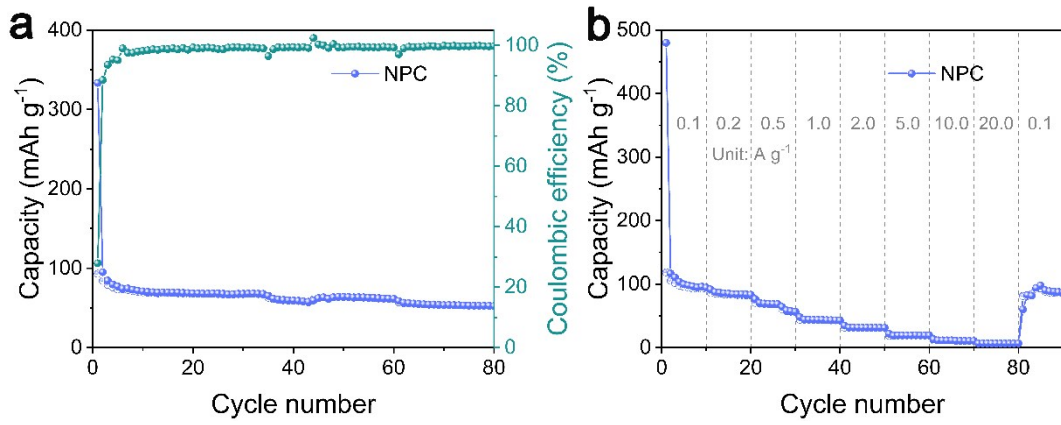 a
NPC
Capacity (mAh g⁻¹)
400
300
200
100
0
Coulombic efficiency (%)
100
80
60
40
20
0
0 20 40 60 80
Cycle number
b
NPC
Capacity (mAh g⁻¹)
500
400
300
200
100
0
0.1 0.2 0.5 1.0 2.0 5.0 10.0 20.0 0.1
Unit: A g⁻¹
0 20 40 60 80
Cycle number